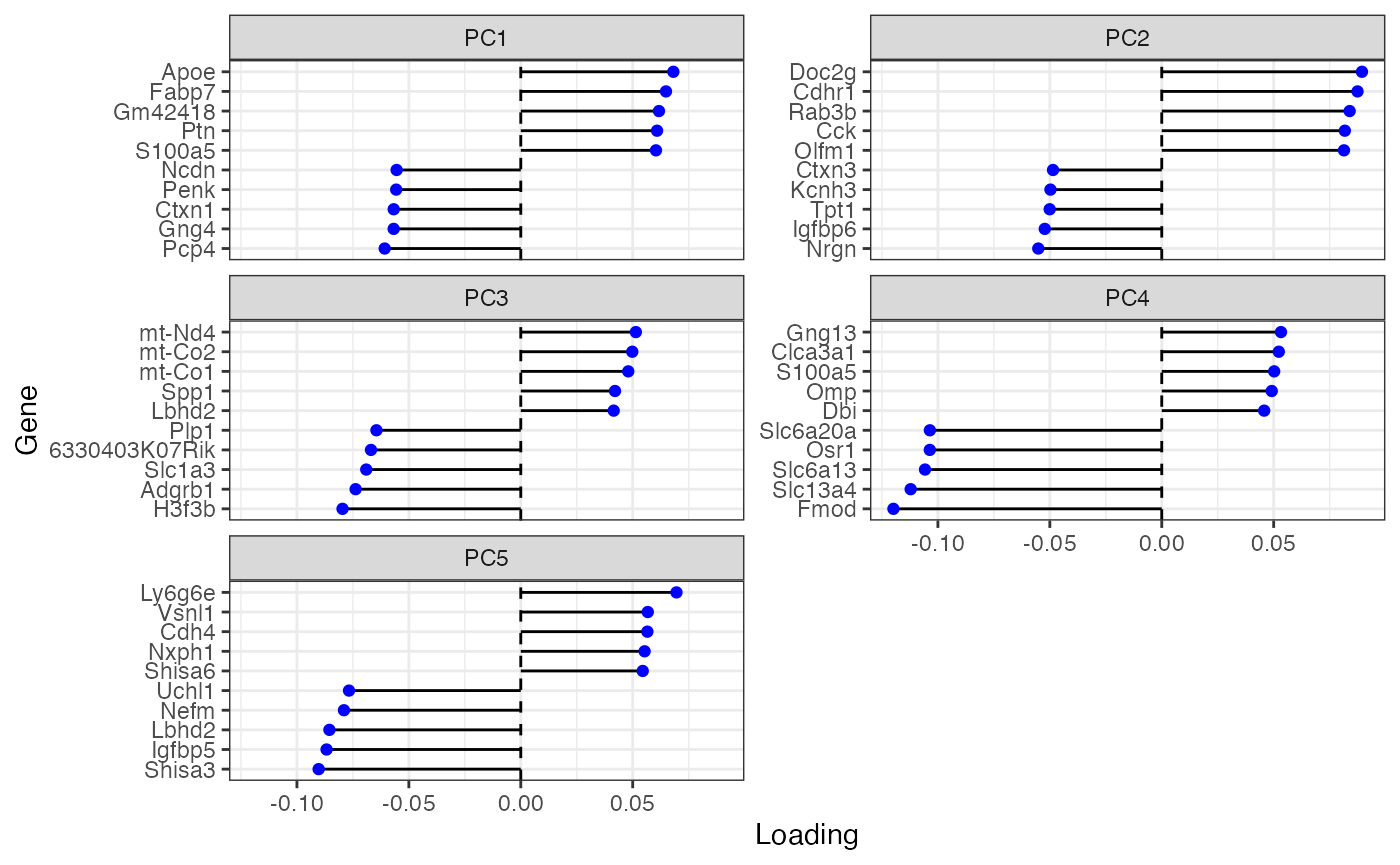 PC1
Apoe
Fabp7
Gm42418
Ptn
S100a5
Ncdn
Penk
Ctxn1
Gng4
Pcp4
PC2
Doc2g
Cdhr1
Rab3b
Cck
Olfm1
Ctxn3
Kcnh3
Tpt1
Igfbp6
Nrgn
PC3
mt-Nd4
mt-Co2
mt-Co1
Spp1
Lbhd2
Plp1
6330403K07Rik
Slc1a3
Adgrb1
H3f3b
PC4
Gng13
Clca3a1
S100a5
Omp
Dbi
Slc6a20a
Osr1
Slc6a13
Slc13a4
Fmod
-0.10 -0.05 0.00 0.05
PC5
Ly6g6e
Vsnl1
Cdh4
Nxph1
Shisa6
Uchl1
Nefm
Lbhd2
Igfbp5
Shisa3
-0.10 -0.05 0.00 0.05
Gene
Loading